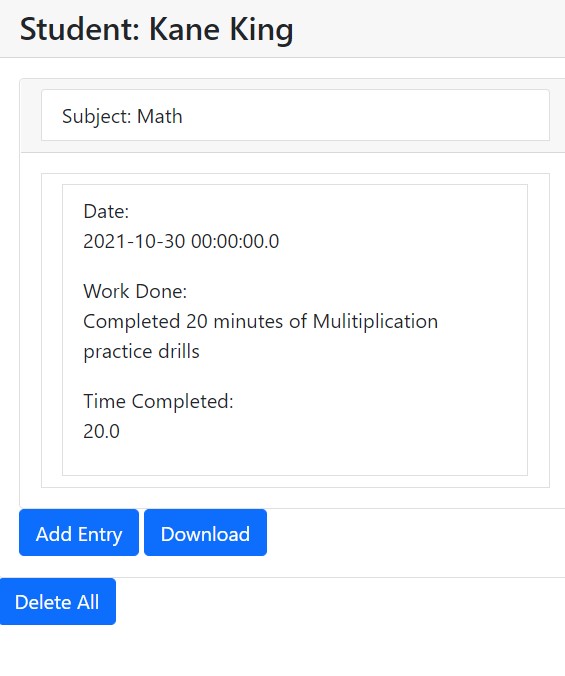 Student: Kane King
Subject: Math
Date:
2021-10-30 00:00:00.0
Work Done:
Completed 20 minutes of Mulitiplication
practice drills
Time Completed:
20.0
Add Entry
Download
Delete All